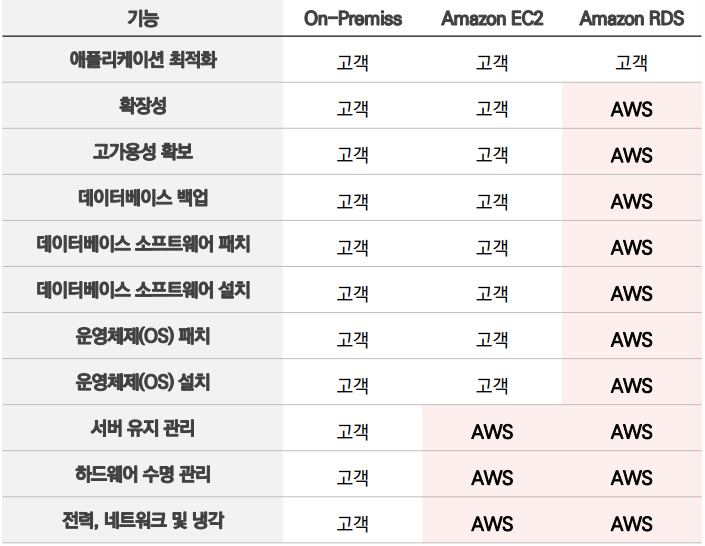 기능 On-Premiss Amazon EC2 Amazon RDS
애플리케이션 최적화 고객 고객 고객
확장성 고객 고객 AWS
고가용성 확보 고객 고객 AWS
데이터베이스 백업 고객 고객 AWS
데이터베이스 소프트웨어 패치 고객 고객 AWS
데이터베이스 소프트웨어 설치 고객 고객 AWS
운영체제(OS) 패치 고객 고객 AWS
운영체제(OS) 설치 고객 고객 AWS
서버 유지 관리 고객 AWS AWS
하드웨어 수명 관리 고객 AWS AWS
전력, 네트워크 및 냉각 고객 AWS AWS